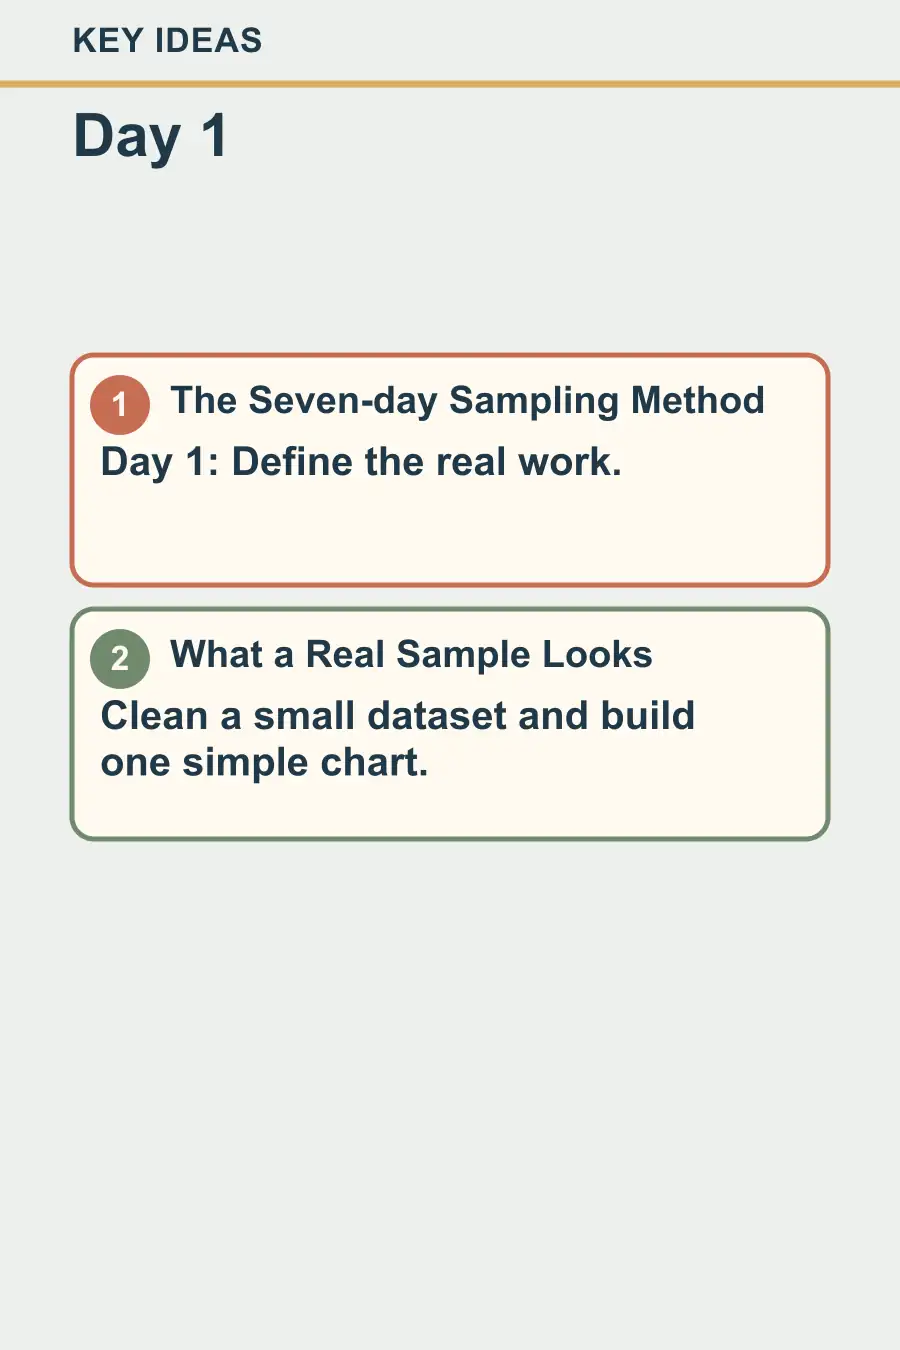 KEY IDEAS
Day 1
1 The Seven-day Sampling Method
Day 1: Define the real work.
2 What a Real Sample Looks
Clean a small dataset and build
one simple chart.